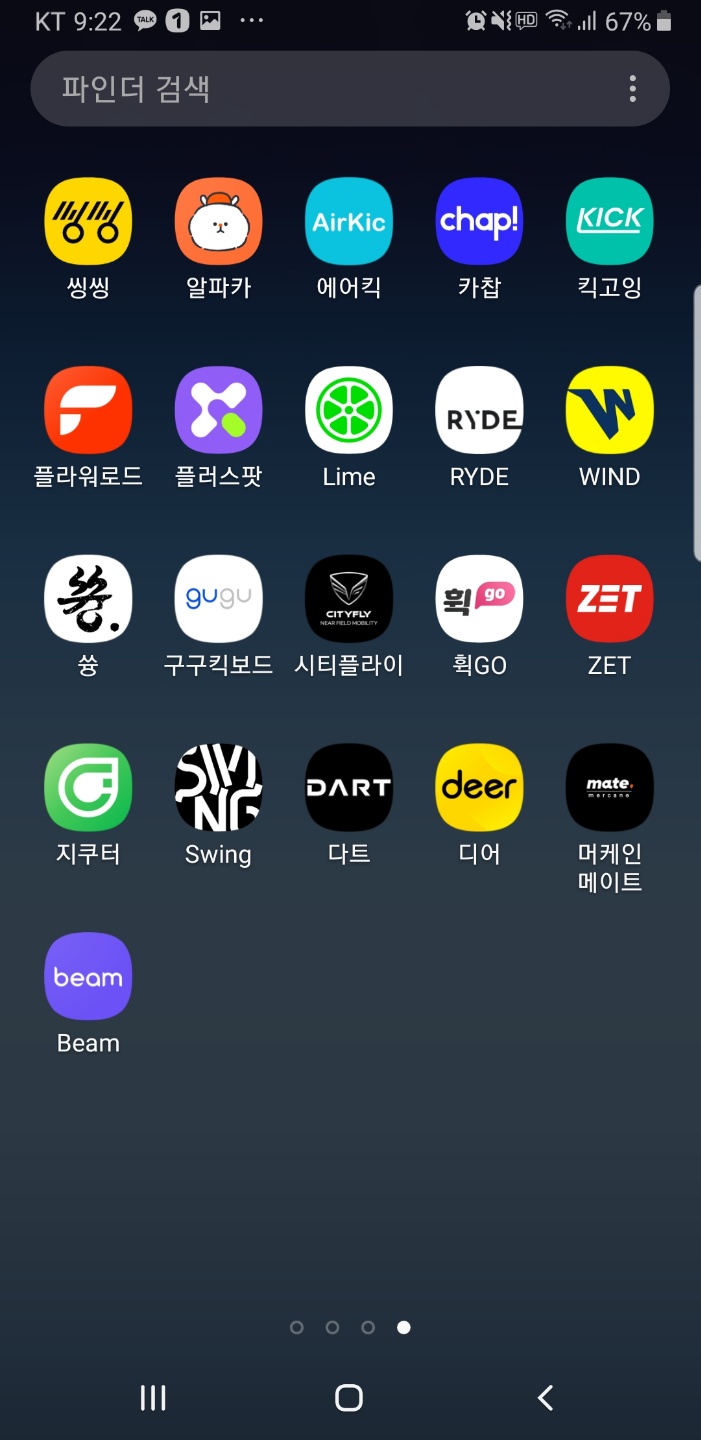 KT 9:22 TALK 1 HD 67%
파인더 검색
AirKic chap! KICK
씽씽 알파카 에어킥 카찹 킥고잉
RYDE W
플라워로드 플러스팟 Lime RYDE WIND
쓩. gugu CITYFLY 휙 go ZET
NEAR FIELD MOBILITY
쓩 구구킥보드 시티플라이 휙GO ZET
SWING DART deer mate.
mercane
지쿠터 Swing 다트 디어 머케인
메이트
beam
Beam